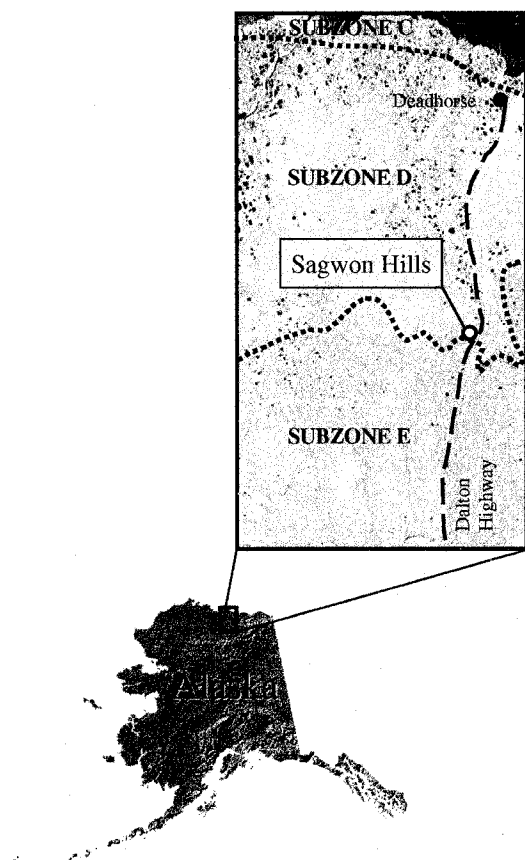 SUBZONE C
Deadhorse
SUBZONE D
Sagwon Hills
SUBZONE E
Dalton
Highway
Alaska